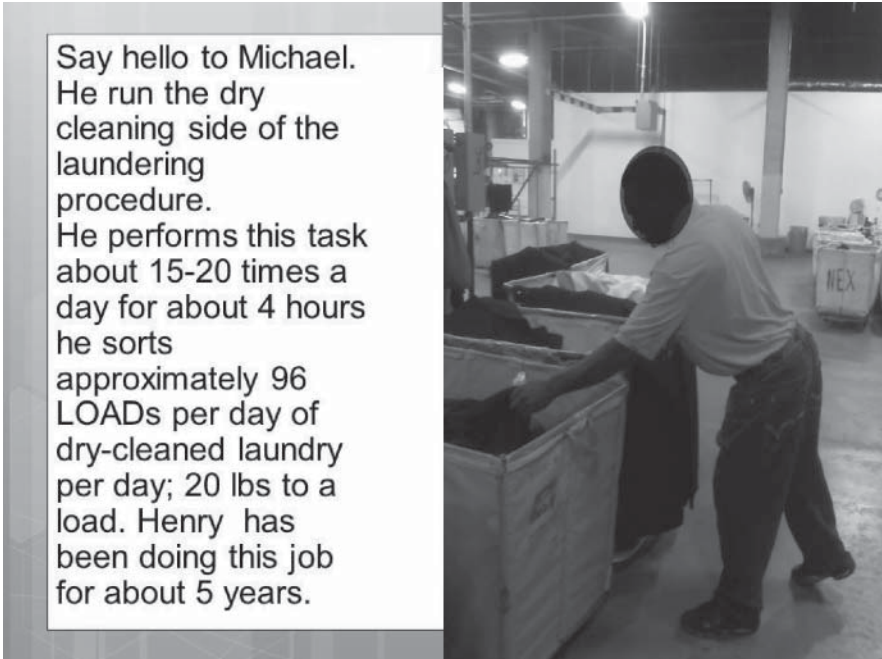 Say hello to Michael.
He run the dry
cleaning side of the
laundering
procedure.
He performs this task
about 15-20 times a
day for about 4 hours
he sorts
approximately 96
LOADs per day of
dry-cleaned laundry
per day; 20 lbs to a
load. Henry  has
been doing this job
for about 5 years.
NEX